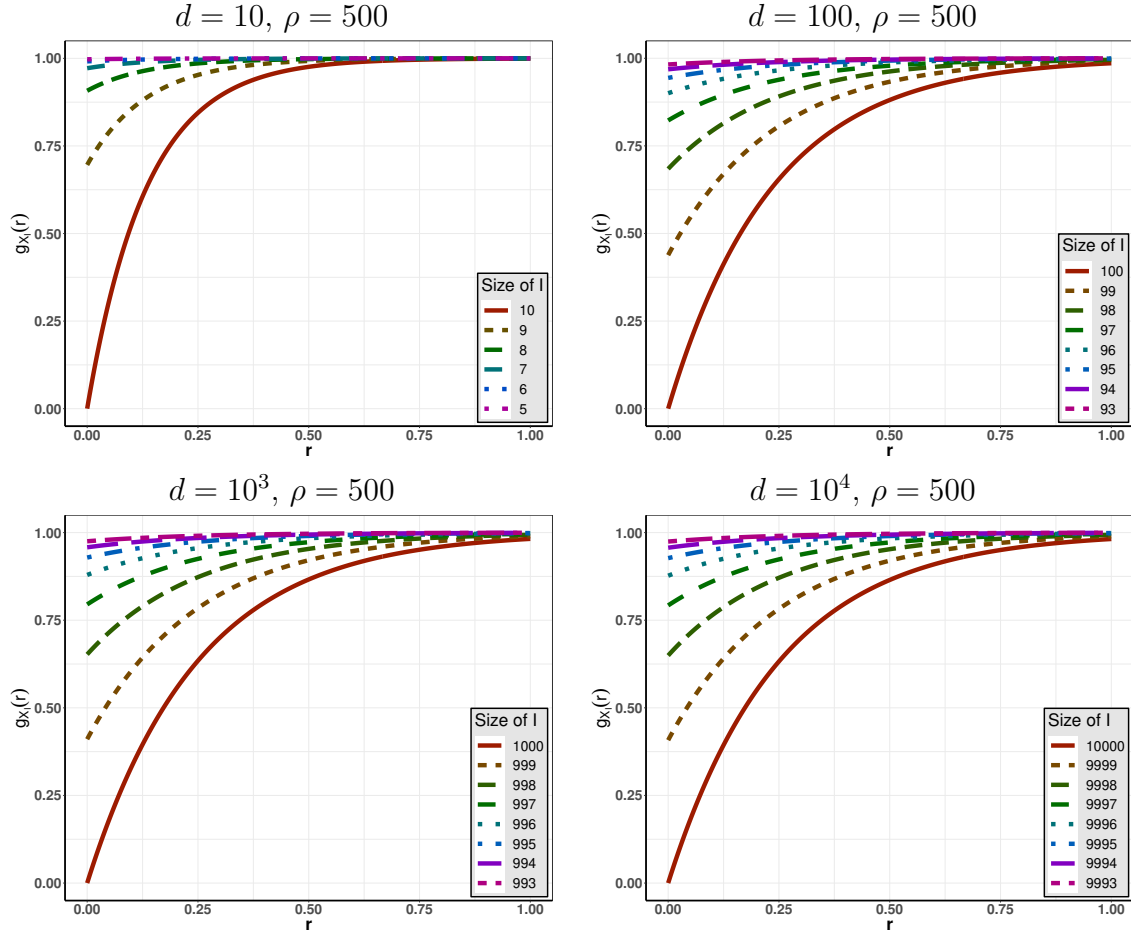 d = 10, ρ = 500
1.00
0.75
0.50
0.25
0.00
g_{X_I}(r)
Size of I
10
9
8
7
6
5
0.00 0.25 0.50 0.75 1.00
r
d = 100, ρ = 500
1.00
0.75
0.50
0.25
0.00
g_{X_I}(r)
Size of I
100
99
98
97
96
95
94
93
0.00 0.25 0.50 0.75 1.00
r
d = 10³, ρ = 500
1.00
0.75
0.50
0.25
0.00
g_{X_I}(r)
Size of I
1000
999
998
997
996
995
994
993
0.00 0.25 0.50 0.75 1.00
r
d = 10⁴, ρ = 500
1.00
0.75
0.50
0.25
0.00
g_{X_I}(r)
Size of I
10000
9999
9998
9997
9996
9995
9994
9993
0.00 0.25 0.50 0.75 1.00
r